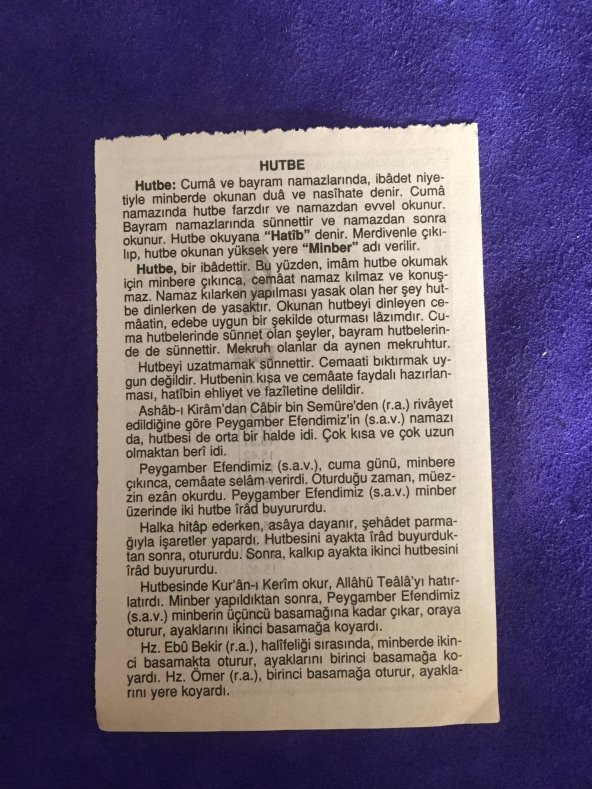 HUTBE
Hutbe: Cumâ ve bayram namazlarında, ibâdet niye-
tiyle minberde okunan duâ ve nasîhate denir. Cumâ
namazında hutbe farzdır ve namazdan evvel okunur.
Bayram namazlarında sünnettir ve namazdan sonra
okunur. Hutbe okuyana “Hatîb” denir. Merdivenle çıkı-
lıp, hutbe okunan yüksek yere “Minber” adı verilir.
Hutbe, bir ibâdettir. Bu yüzden, imâm hutbe okumak
için minbere çıkınca, cemâat namaz kılmaz ve konuş-
maz. Namaz kılarken yapılması yasak olan her şey hut-
be dinlerken de yasaktır. Okunan hutbeyi dinleyen ce-
mâatin, edebe uygun bir şekilde oturması lâzımdır. Cu-
ma hutbelerinde sünnet olan şeyler, bayram hutbelerin-
de de sünnettir. Mekruh olanlar da aynen mekruhtur.
Hutbeyi uzatmamak sünnettir. Cemaati bıktırmak uy-
gun değildir. Hutbenin kısa ve cemâate faydalı hazırlan-
ması, hatîbin ehliyet ve fazîletine delildir.
Ashâb-ı Kirâm'dan Câbir bin Semüre'den (r.a.) rivâyet
edildiğine göre Peygamber Efendimiz'in (s.a.v.) namazı
da, hutbesi de orta bir halde idi. Çok kısa ve çok uzun
olmaktan berî idi.
Peygamber Efendimiz (s.a.v.), cuma günü, minbere
çıkınca, cemâate selâm verirdi. Oturduğu zaman, müez-
zin ezân okurdu. Peygamber Efendimiz (s.a.v.) minber
üzerinde iki hutbe îrâd buyururdu.
Halka hitâp ederken, asâya dayanır, şehâdet parma-
ğıyla işaretler yapardı. Hutbesini ayakta îrâd buyurduk-
tan sonra, otururdu. Sonra, kalkıp ayakta ikinci hutbesini
îrâd buyururdu.
Hutbesinde Kur'ân-ı Kerîm okur, Allâhü Teâlâ'yı hatır-
latırdı. Minber yapıldıktan sonra, Peygamber Efendimiz
(s.a.v.) minberin üçüncü basamağına kadar çıkar, oraya
oturur, ayaklarını ikinci basamağa koyardı.
Hz. Ebû Bekir (r.a.), halîfeliği sırasında, minberde ikin-
ci basamakta oturur, ayaklarını birinci basamağa ko-
yardı. Hz. Ömer (r.a.), birinci basamağa oturur, ayakla-
rını yere koyardı.